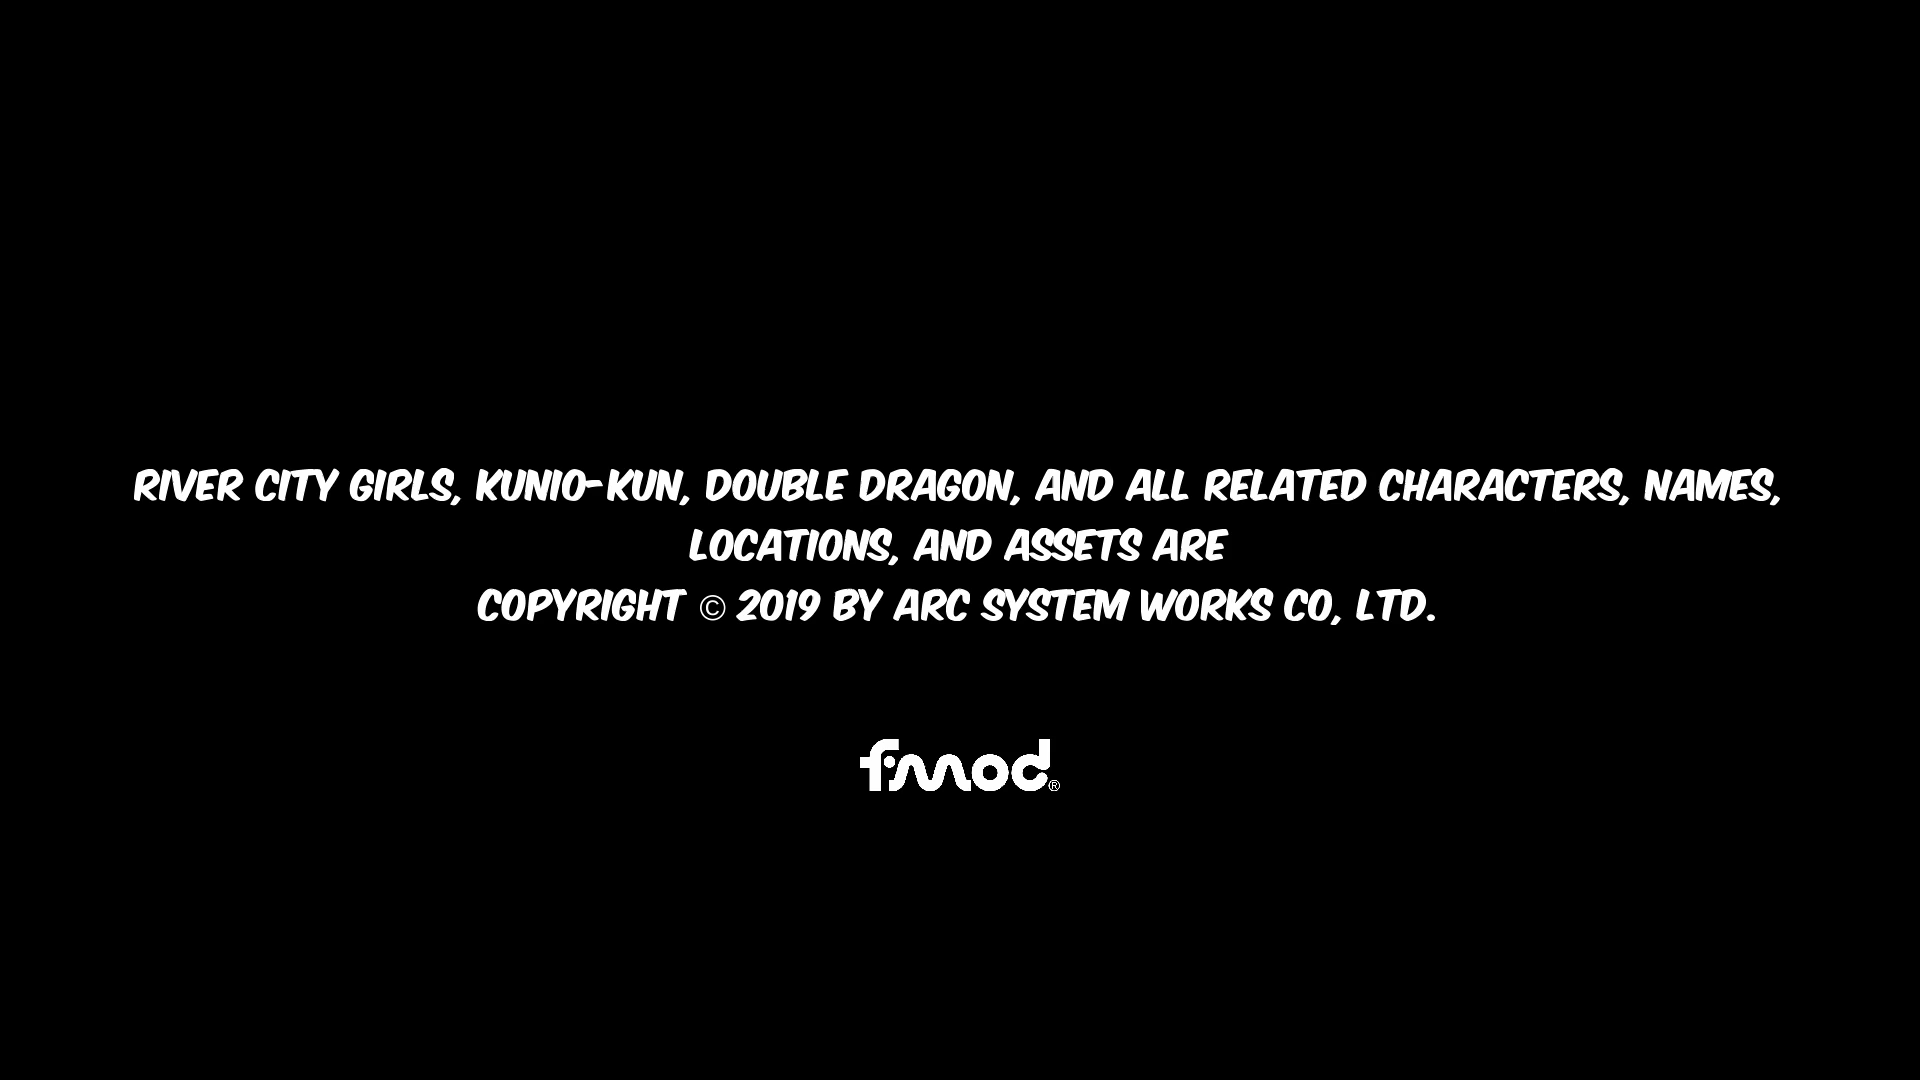 RIVER CITY GIRLS, KUNIO-KUN, DOUBLE DRAGON, AND ALL RELATED CHARACTERS, NAMES,
LOCATIONS, AND ASSETS ARE
COPYRIGHT © 2019 BY ARC SYSTEM WORKS CO, LTD.
fmod®